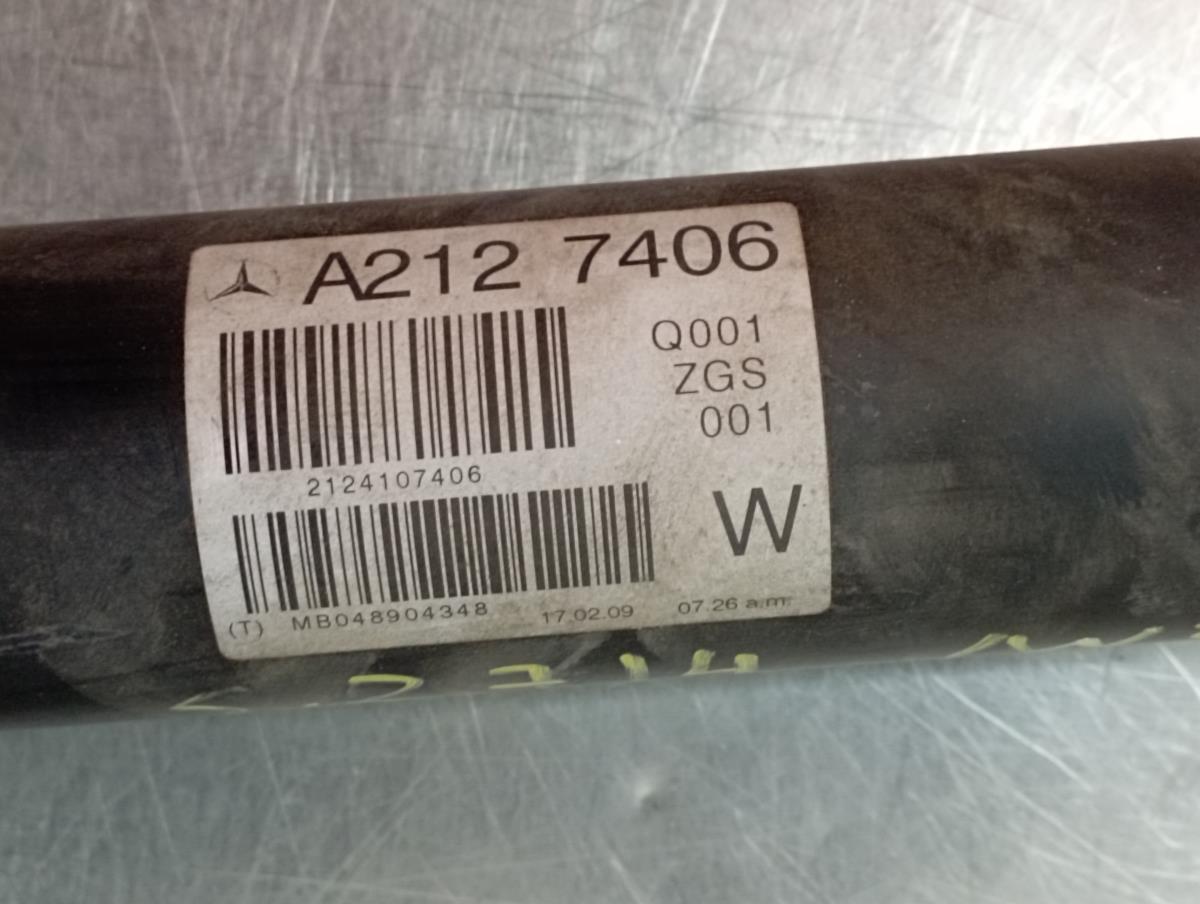 A212 7406
Q001
ZGS
001
2124107406
W
(T) MB048904348 17.02.09 07.26 a.m.